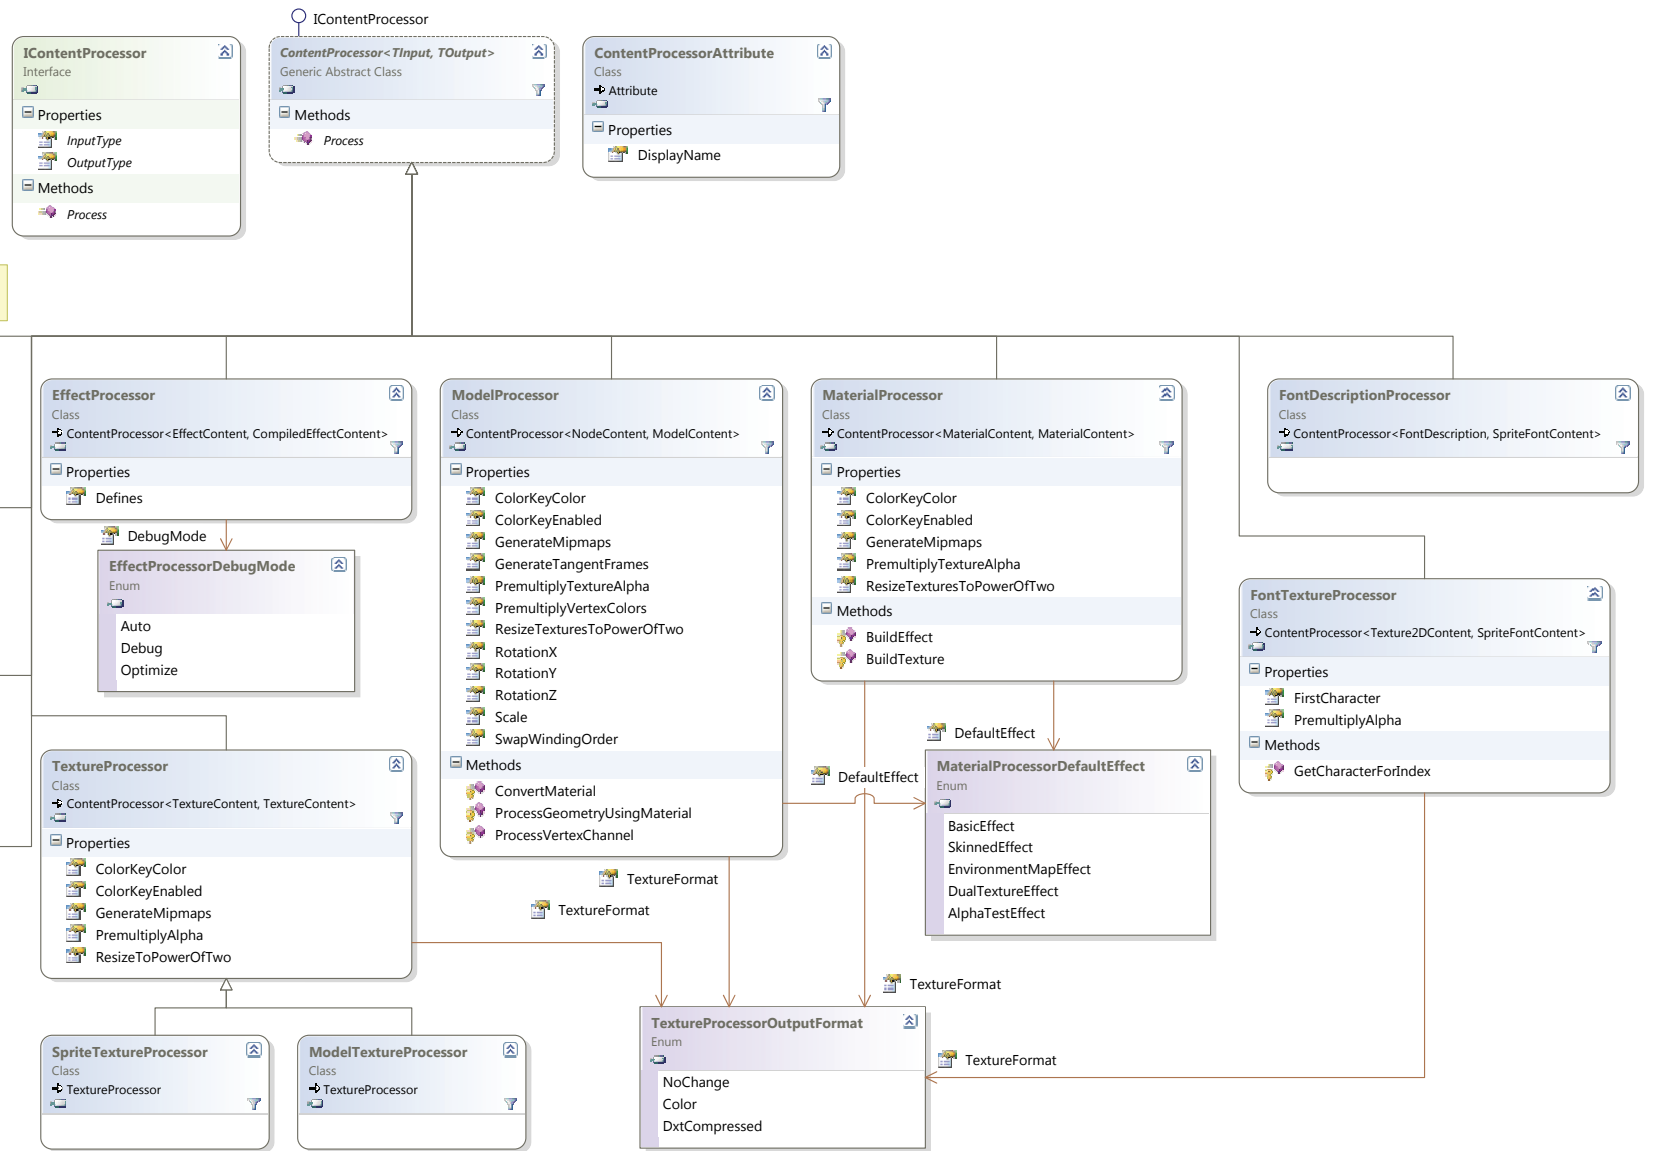 IContentProcessor
IContentProcessor
Interface
Properties
InputType
OutputType
Methods
Process
ContentProcessor<TInput, TOutput>
Generic Abstract Class
Methods
Process
ContentProcessorAttribute
Class
Attribute
Properties
DisplayName
EffectProcessor
Class
ContentProcessor<EffectContent, CompiledEffectContent>
Properties
Defines
DebugMode
EffectProcessorDebugMode
Enum
Auto
Debug
Optimize
ModelProcessor
Class
ContentProcessor<NodeContent, ModelContent>
Properties
ColorKeyColor
ColorKeyEnabled
GenerateMipmaps
GenerateTangentFrames
PremultiplyTextureAlpha
PremultiplyVertexColors
ResizeTexturesToPowerOfTwo
RotationX
RotationY
RotationZ
Scale
SwapWindingOrder
Methods
ConvertMaterial
ProcessGeometryUsingMaterial
ProcessVertexChannel
MaterialProcessor
Class
ContentProcessor<MaterialContent, MaterialContent>
Properties
ColorKeyColor
ColorKeyEnabled
GenerateMipmaps
PremultiplyTextureAlpha
ResizeTexturesToPowerOfTwo
Methods
BuildEffect
BuildTexture
FontDescriptionProcessor
Class
ContentProcessor<FontDescription, SpriteFontContent>
FontTextureProcessor
Class
ContentProcessor<Texture2DContent, SpriteFontContent>
Properties
FirstCharacter
PremultiplyAlpha
Methods
GetCharacterForIndex
DefaultEffect
DefaultEffect
MaterialProcessorDefaultEffect
Enum
BasicEffect
SkinnedEffect
EnvironmentMapEffect
DualTextureEffect
AlphaTestEffect
TextureProcessor
Class
ContentProcessor<TextureContent, TextureContent>
Properties
ColorKeyColor
ColorKeyEnabled
GenerateMipmaps
PremultiplyAlpha
ResizeToPowerOfTwo
TextureFormat
TextureFormat
TextureFormat
TextureFormat
SpriteTextureProcessor
Class
TextureProcessor
ModelTextureProcessor
Class
TextureProcessor
TextureProcessorOutputFormat
Enum
NoChange
Color
DxtCompressed